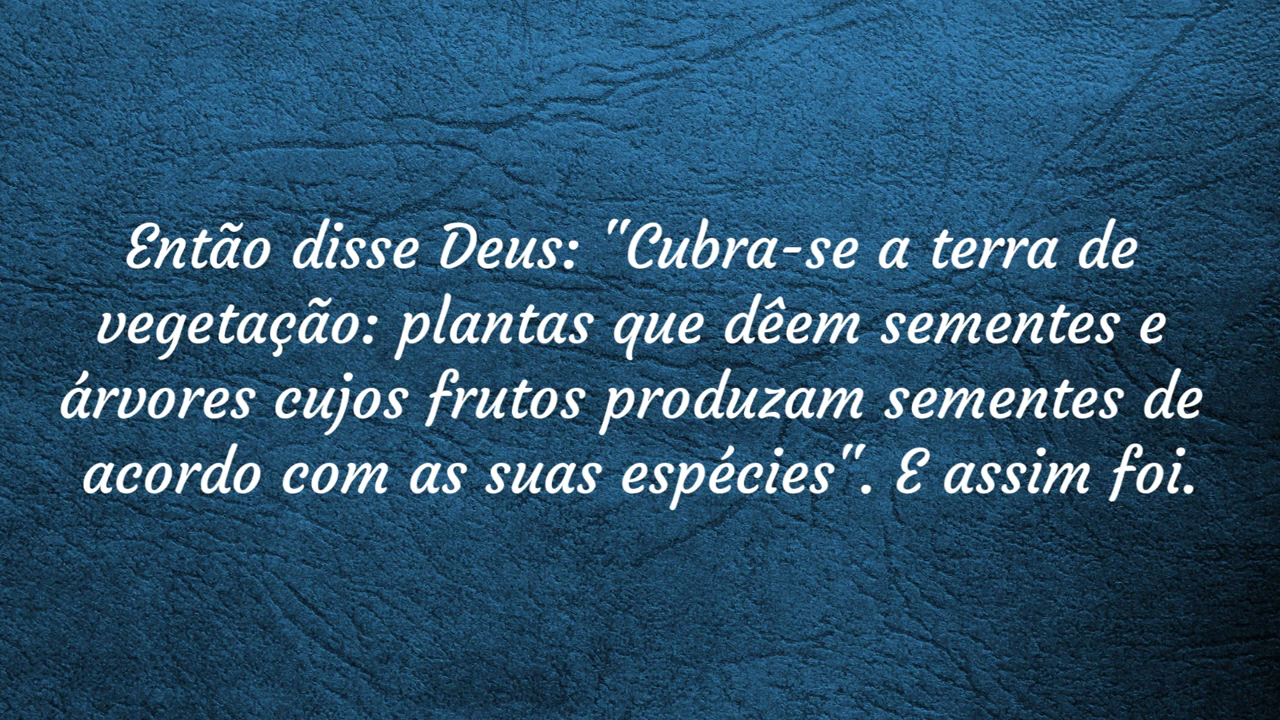 Então disse Deus: "Cubra-se a terra de
vegetação: plantas que dêem sementes e
árvores cujos frutos produzam sementes de
acordo com as suas espécies". E assim foi.